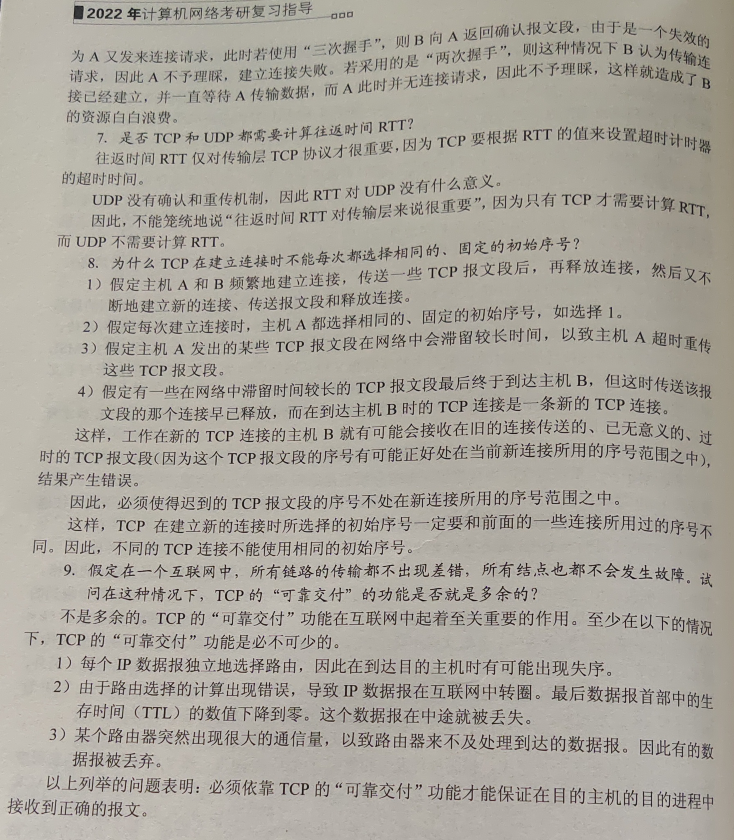 2022 年计算机网络考研复习指导
为 A 又发来连接请求，此时若使用“三次握手”，则 B 向 A 返回确认报文段，由于是一个失效的
请求，因此 A 不予理睬，建立连接失败。若采用的是“两次握手”，则这种情况下 B 认为传输连
接已经建立，并一直等待 A 传输数据，而 A 此时并无连接请求，因此不予理睬，这样就造成了 B
的资源白白浪费。
7. 是否 TCP 和 UDP 都需要计算往返时间 RTT？
往返时间 RTT 仅对传输层 TCP 协议才很重要，因为 TCP 要根据 RTT 的值来设置超时计时器
的超时时间。
UDP 没有确认和重传机制，因此 RTT 对 UDP 没有什么意义。
因此，不能笼统地说“往返时间 RTT 对传输层来说很重要”，因为只有 TCP 才需要计算 RTT，
而 UDP 不需要计算 RTT。
8. 为什么 TCP 在建立连接时不能每次都选择相同的、固定的初始序号？
1）假定主机 A 和 B 频繁地建立连接，传送一些 TCP 报文段后，再释放连接，然后又不
断地建立新的连接、传送报文段和释放连接。
2）假定每次建立连接时，主机 A 都选择相同的、固定的初始序号，如选择 1。
3）假定主机 A 发出的某些 TCP 报文段在网络中会滞留较长时间，以致主机 A 超时重传
这些 TCP 报文段。
4）假定有一些在网络中滞留时间较长的 TCP 报文段最后终于到达主机 B，但这时传送该报
文段的那个连接早已释放，而在到达主机 B 时的 TCP 连接是一条新的 TCP 连接。
这样，工作在新的 TCP 连接的主机 B 就有可能会接收在旧的连接传送的、已无意义的、过
时的 TCP 报文段（因为这个 TCP 报文段的序号有可能正好处在当前新连接所用的序号范围之中），
结果产生错误。
因此，必须使得迟到的 TCP 报文段的序号不处在新连接所用的序号范围之中。
这样，TCP 在建立新的连接时所选择的初始序号一定要和前面的一些连接所用过的序号不
同。因此，不同的 TCP 连接不能使用相同的初始序号。
9. 假定在一个互联网中，所有链路的传输都不出现差错，所有结点也都不会发生故障。试
问在这种情况下，TCP 的“可靠交付”的功能是否就是多余的？
不是多余的。TCP 的“可靠交付”功能在互联网中起着至关重要的作用。至少在以下的情况
下，TCP 的“可靠交付”功能是必不可少的。
1）每个 IP 数据报独立地选择路由，因此在到达目的主机时有可能出现失序。
2）由于路由选择的计算出现错误，导致 IP 数据报在互联网中转圈。最后数据报首部中的生
存时间（TTL）的数值下降到零。这个数据报在中途就被丢失。
3）某个路由器突然出现很大的通信量，以致路由器来不及处理到达的数据报。因此有的数
据报被丢弃。
以上列举的问题表明：必须依靠 TCP 的“可靠交付”功能才能保证在目的主机的目的进程中
接收到正确的报文。